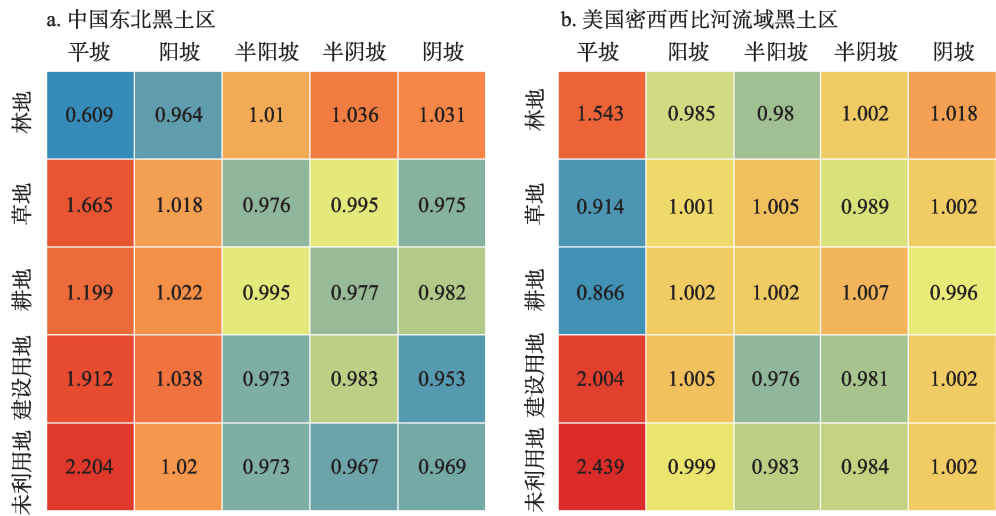 a. 中国东北黑土区
平坡 阳坡 半阳坡 半阴坡 阴坡
林地 0.609 0.964 1.01 1.036 1.031
草地 1.665 1.018 0.976 0.995 0.975
耕地 1.199 1.022 0.995 0.977 0.982
建设用地 1.912 1.038 0.973 0.983 0.953
未利用地 2.204 1.02 0.973 0.967 0.969
b. 美国密西西比河流域黑土区
平坡 阳坡 半阳坡 半阴坡 阴坡
林地 1.543 0.985 0.98 1.002 1.018
草地 0.914 1.001 1.005 0.989 1.002
耕地 0.866 1.002 1.002 1.007 0.996
建设用地 2.004 1.005 0.976 0.981 1.002
未利用地 2.439 0.999 0.983 0.984 1.002